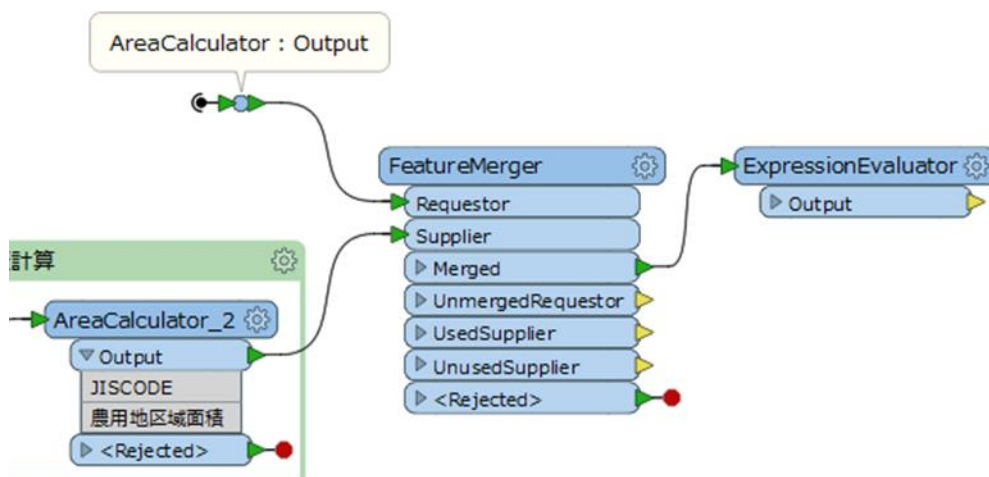 AreaCalculator : Output
FeatureMerger
Requestor
Supplier
Merged
UnmergedRequestor
UsedSupplier
UnusedSupplier
<Rejected>
ExpressionEvaluator
Output
計算
AreaCalculator_2
Output
JISCODE
農用地区域面積
<Rejected>